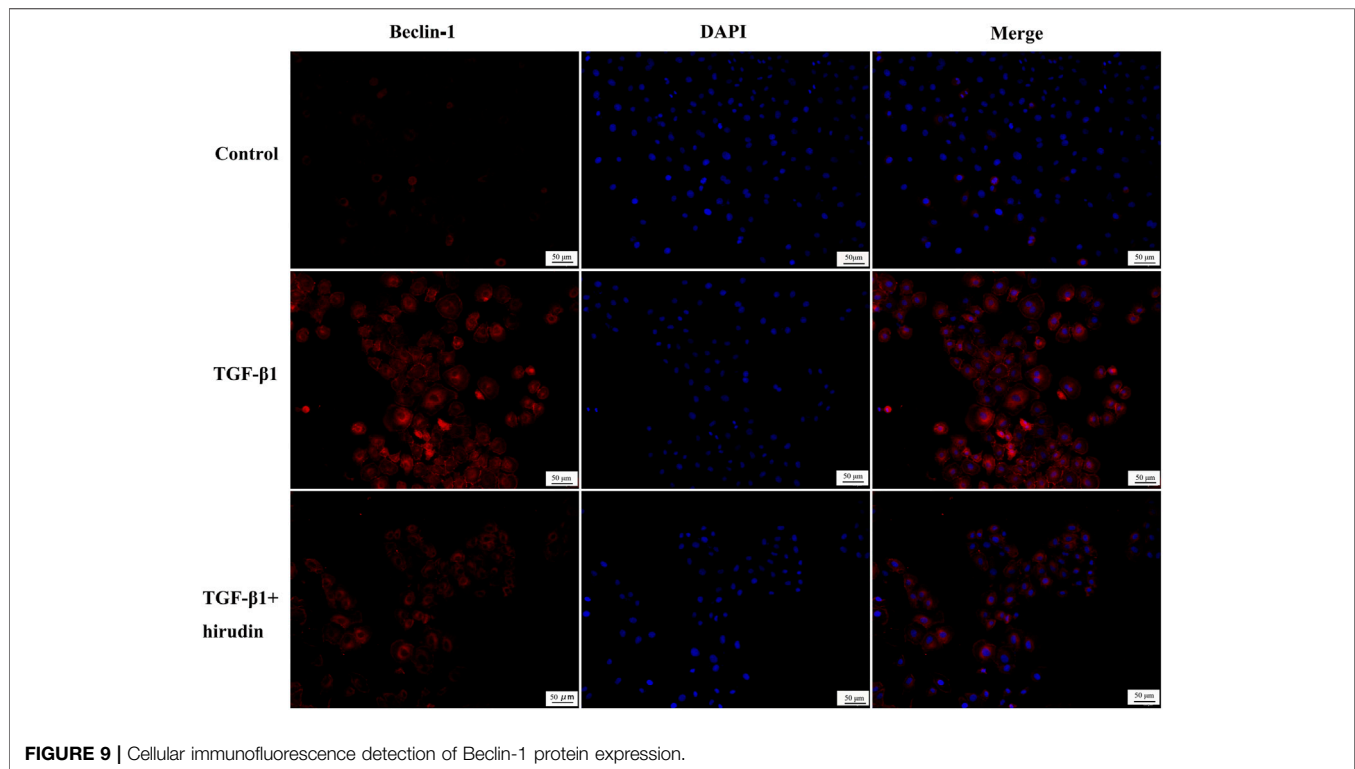 Beclin-1 DAPI Merge
Control
50 µm 50µm 50 µm
TGF-β1
50 µm 50 µm 50 µm
TGF-β1+
hirudin
50 µm 50 µm 50 µm
FIGURE 9 | Cellular immunofluorescence detection of Beclin-1 protein expression.